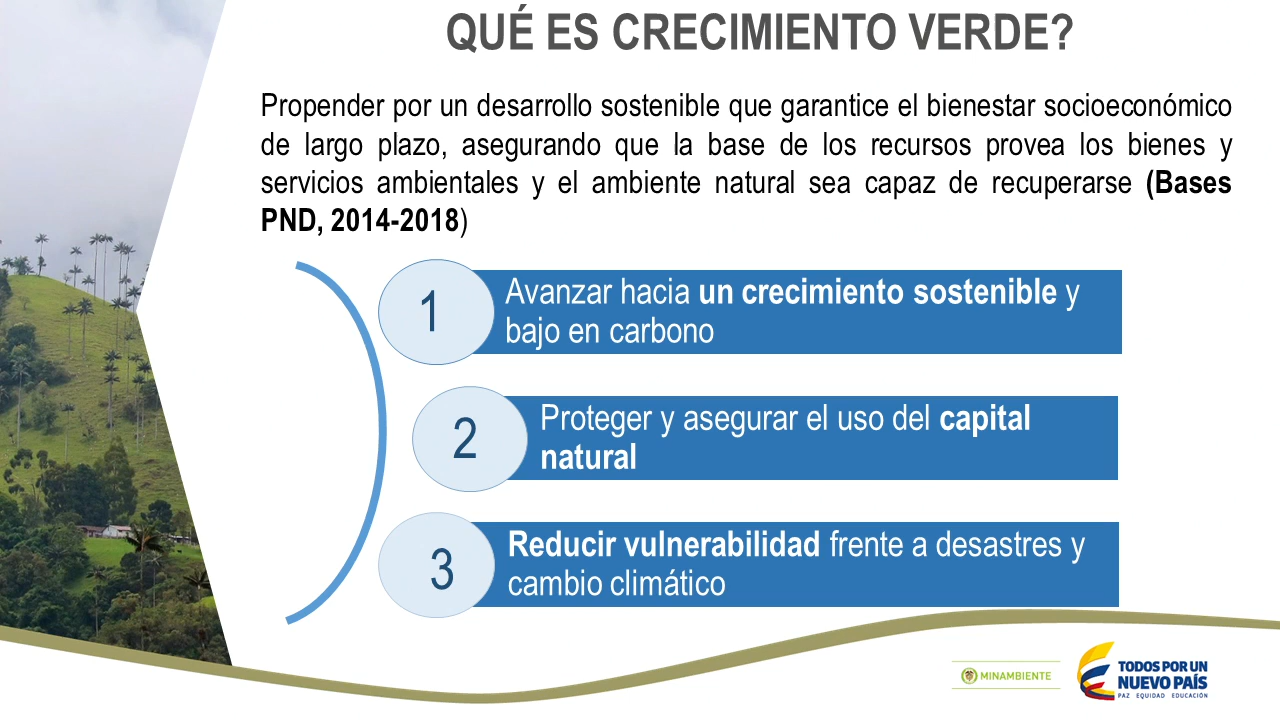 QUÉ ES CRECIMIENTO VERDE?
Propender por un desarrollo sostenible que garantice el bienestar socioeconómico
de largo plazo, asegurando que la base de los recursos provea los bienes y
servicios ambientales y el ambiente natural sea capaz de recuperarse (Bases
PND, 2014-2018)
1
Avanzar hacia un crecimiento sostenible y
bajo en carbono
2
Proteger y asegurar el uso del capital
natural
3
Reducir vulnerabilidad frente a desastres y
cambio climático
MINAMBIENTE
TODOS POR UN
NUEVO PAÍS
PAZ EQUIDAD EDUCACIÓN